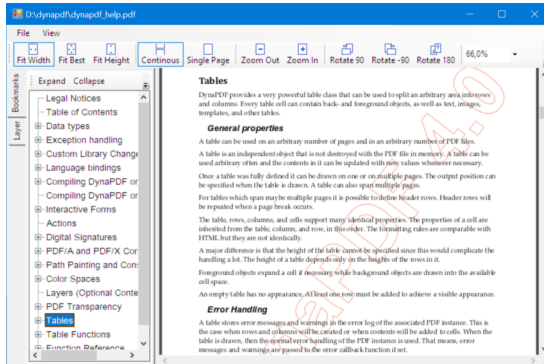 D:\dynapdf\dynapdf_help.pdf
File View
Fit Width Fit Best Fit Height Continous Single Page Zoom Out Zoom In Rotate 90 Rotate -90 Rotate 180 66,0%
Bookmarks
Layer
Expand Collapse
Legal Notices
Table of Contents
Data types
Exception handling
Custom Library Change
Language bindings
Compiling DynaPDF or
Compiling DynaPDF or
Interactive Forms
Actions
Digital Signatures
PDF/A and PDF/X Cor
Path Painting and Con
Color Spaces
Layers (Optional Conte
PDF Transparency
Tables
Table Functions
Function Reference
Tables
DynaPDF provides a very powerful table class that can be used to split an arbitrary area into rows
and columns. Every table cell can contain back- and foreground objects, as well as text, images,
templates, and other tables.
General properties
A table can be used on an arbitrary number of pages and in an arbitrary number of PDF files.
A table is an independent object that is not destroyed with the PDF file in memory. A table can be
used arbitrary often and the contents in it can be updated with new values whenever necessary.
Once a table was fully defined it can be drawn on one or on multiple pages. The output position can
be specified when the table is drawn. A table can also span multiple pages.
For tables which span maybe multiple pages it is possible to define header rows. Header rows will
be repeated when a page break occurs.
The table, rows, columns, and cells support many identical properties. The properties of a cell are
inherited from the table, column, and row, in this order. The formatting rules are comparable with
HTML but they are not identically.
A major difference is that the height of the table cannot be specified since this would complicate the
handling a lot. The height of a table depends only on the heights of the rows in it.
Foreground objects expand a cell if necessary while background objects are drawn into the available
cell space.
An empty table has no appearance. At least one row must be added to achieve a visible appearance.
Error Handling
A table stores error messages and warnings in the error log of the associated PDF instance. This is
the case when rows and columns will be created or when contents will be added to cells. When the
table is drawn, then the normal error handling of the PDF instance is used. That means, error
messages and warnings are passed to the error callback function if set.